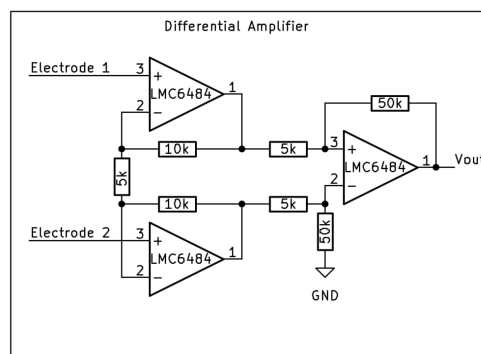 Differential Amplifier
Electrode 1
3
+
LMC6484
1
2
−
50k
10k
5k
3
+
LMC6484
1
Vout
2
−
5k
10k
5k
50k
Electrode 2
3
+
LMC6484
1
2
−
GND